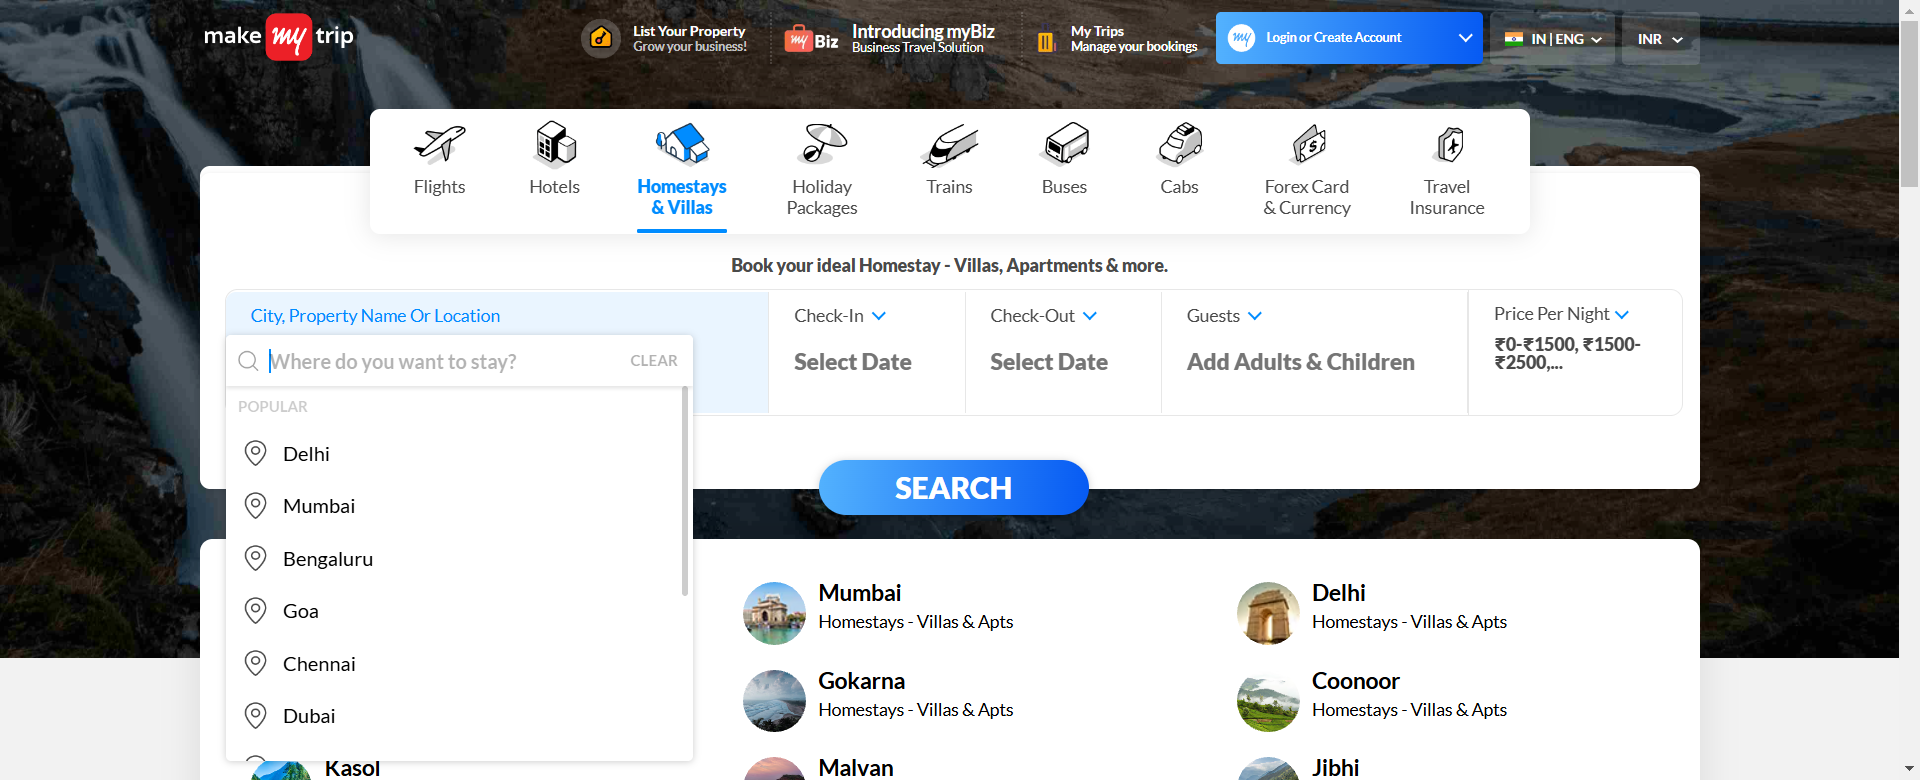 make my trip
List Your Property
Grow your business!
my Biz
Introducing myBiz
Business Travel Solution
My Trips
Manage your bookings
my
Login or Create Account
IN | ENG
INR
Flights
Hotels
Homestays
& Villas
Holiday
Packages
Trains
Buses
Cabs
Forex Card
& Currency
Travel
Insurance
Book your ideal Homestay - Villas, Apartments & more.
City, Property Name Or Location
Where do you want to stay?
CLEAR
Check-In
Select Date
Check-Out
Select Date
Guests
Add Adults & Children
Price Per Night
₹0-₹1500, ₹1500-
₹2500,...
POPULAR
Delhi
Mumbai
Bengaluru
Goa
Chennai
Dubai
SEARCH
Mumbai
Homestays - Villas & Apts
Delhi
Homestays - Villas & Apts
Gokarna
Homestays - Villas & Apts
Coonoor
Homestays - Villas & Apts
Kasol
Malvan
Jibhi